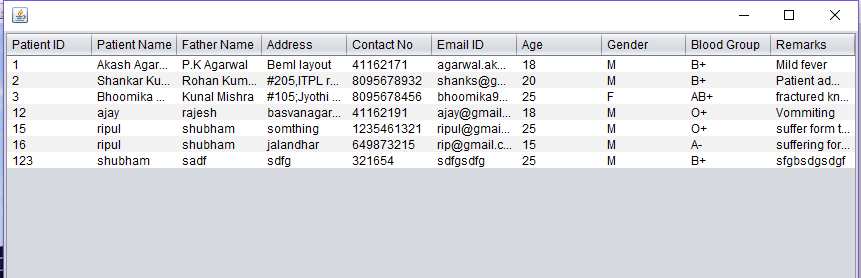 Patient ID Patient Name Father Name Address Contact No Email ID Age Gender Blood Group Remarks
1 Akash Agar... P.K Agarwal Beml layout 41162171 agarwal.ak... 18 M B+ Mild fever
2 Shankar Ku... Rohan Kum... #205,ITPL r... 8095678932 shanks@g... 20 M B+ Patient ad...
3 Bhoomika ... Kunal Mishra #105;Jyothi ... 8095678456 bhoomika9... 25 F AB+ fractured kn...
12 ajay rajesh basvanagar... 41162191 ajay@gmail... 18 M O+ Vommiting
15 ripul shubham somthing 1235461321 ripul@gmai... 25 M O+ suffer form t...
16 ripul shubham jalandhar 649873215 rip@gmail.c... 15 M A- suffering for...
123 shubham sadf sdfg 321654 sdfgsdfg 25 M B+ sfgbsdgsdgf